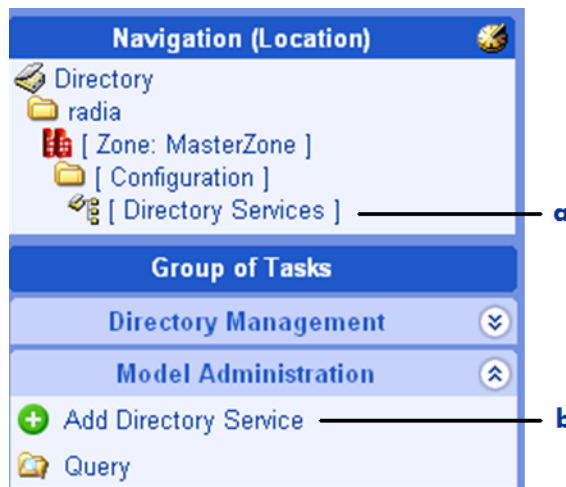 Navigation (Location)
Directory
radia
[ Zone: MasterZone ]
[ Configuration ]
[ Directory Services ]
a
Group of Tasks
Directory Management
Model Administration
Add Directory Service
b
Query